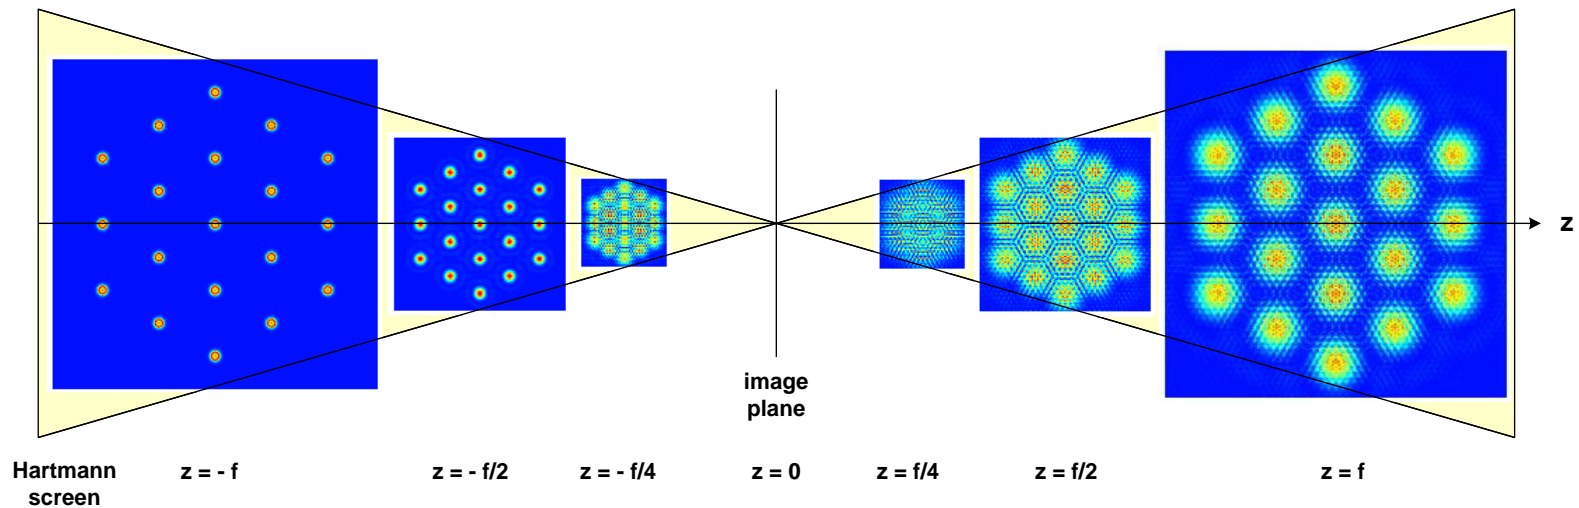 z
image
plane
Hartmann
screen
z = - f
z = - f/2
z = - f/4
z = 0
z = f/4
z = f/2
z = f